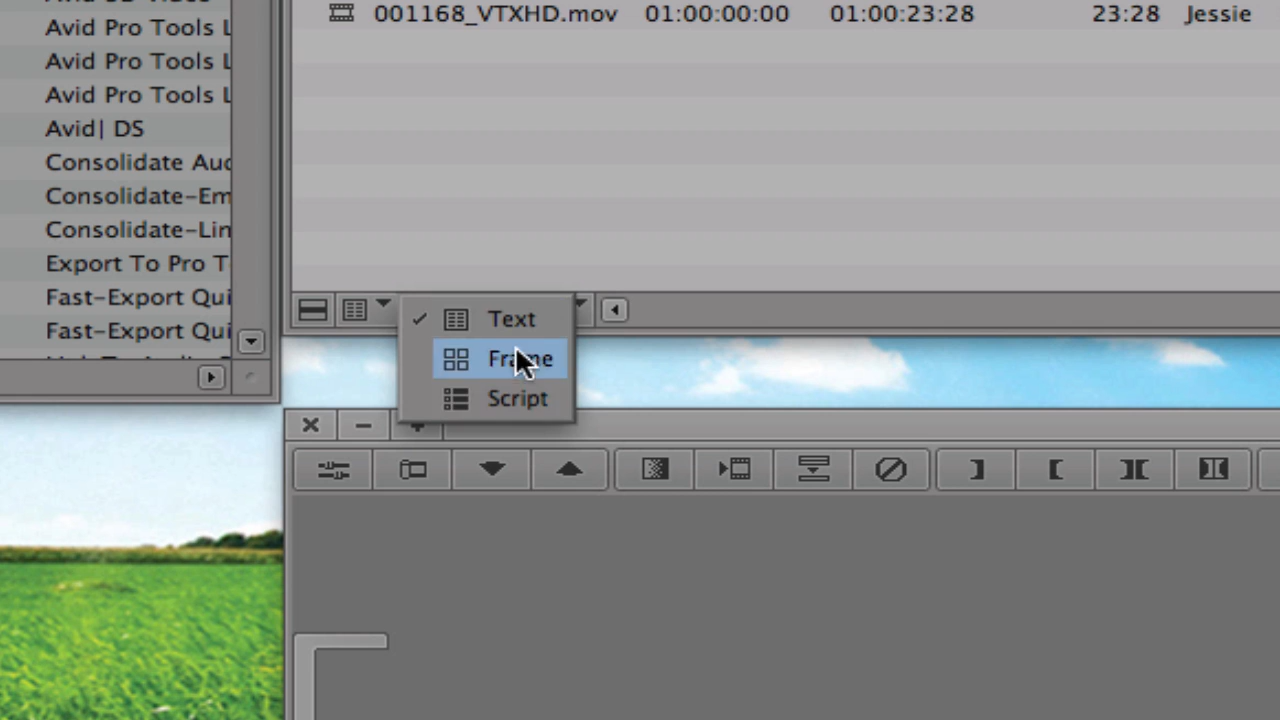 Avid Pro Tools L
Avid Pro Tools L
Avid Pro Tools L
Avid| DS
Consolidate Aud
Consolidate-Em
Consolidate-Lin
Export To Pro T
Fast-Export Qui
Fast-Export Qui
001168_VTXHD.mov 01:00:00:00 01:00:23:28 23:28 Jessie
Text
Frame
Script